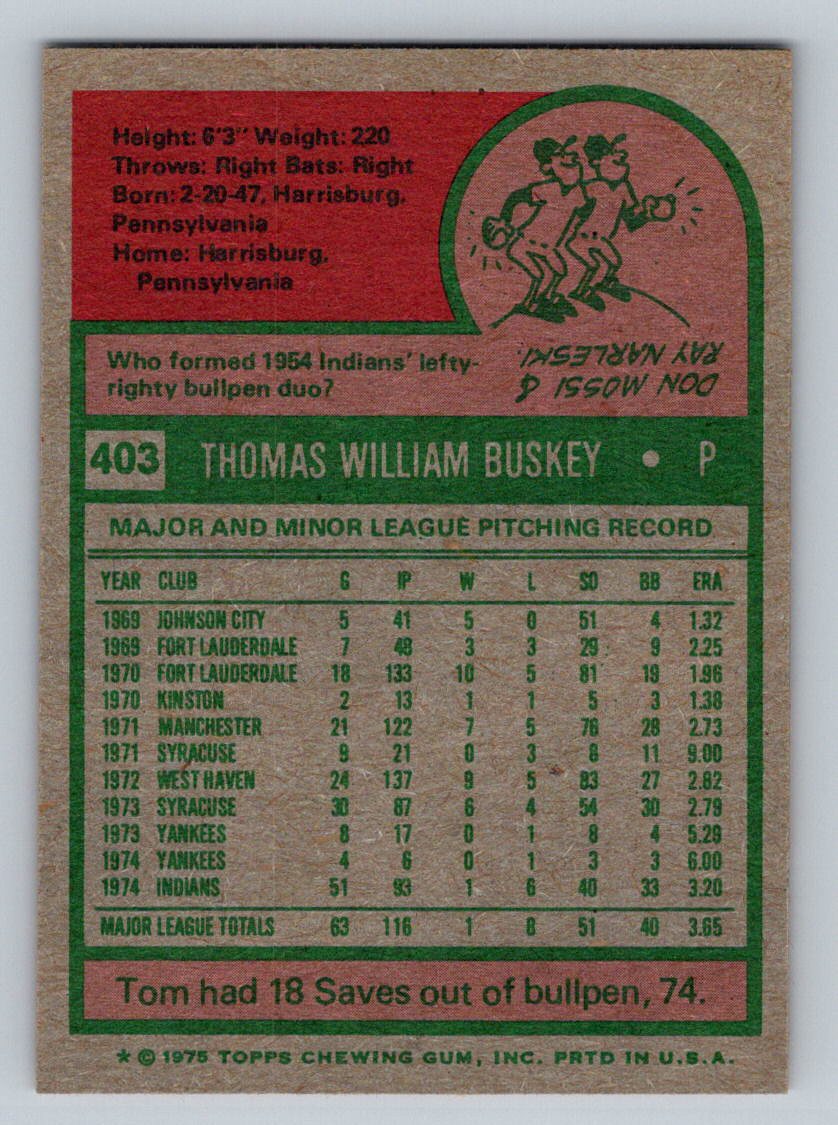 Height: 6'3" Weight: 220
Throws: Right Bats: Right
Born: 2-20-47, Harrisburg,
Pennsylvania
Home: Harrisburg,
Pennsylvania
Who formed 1954 Indians' lefty-
righty bullpen duo?
DON MOSSI &
RAY NARLESKI.
403 THOMAS WILLIAM BUSKEY • P
MAJOR AND MINOR LEAGUE PITCHING RECORD
YEAR CLUB G IP W L SO BB ERA
1969 JOHNSON CITY 5 41 5 0 51 4 1.32
1969 FORT LAUDERDALE 7 48 3 3 29 9 2.25
1970 FORT LAUDERDALE 18 133 10 5 81 19 1.96
1970 KINSTON 2 13 1 1 5 3 1.38
1971 MANCHESTER 21 122 7 5 76 28 2.73
1971 SYRACUSE 9 21 0 3 8 11 9.00
1972 WEST HAVEN 24 137 9 5 83 27 2.82
1973 SYRACUSE 30 87 6 4 54 30 2.79
1973 YANKEES 8 17 0 1 8 4 5.29
1974 YANKEES 4 6 0 1 3 3 6.00
1974 INDIANS 51 93 1 6 40 33 3.20
MAJOR LEAGUE TOTALS 63 116 1 8 51 40 3.65
Tom had 18 Saves out of bullpen, 74.
* © 1975 TOPPS CHEWING GUM, INC. PRTD IN U.S.A.